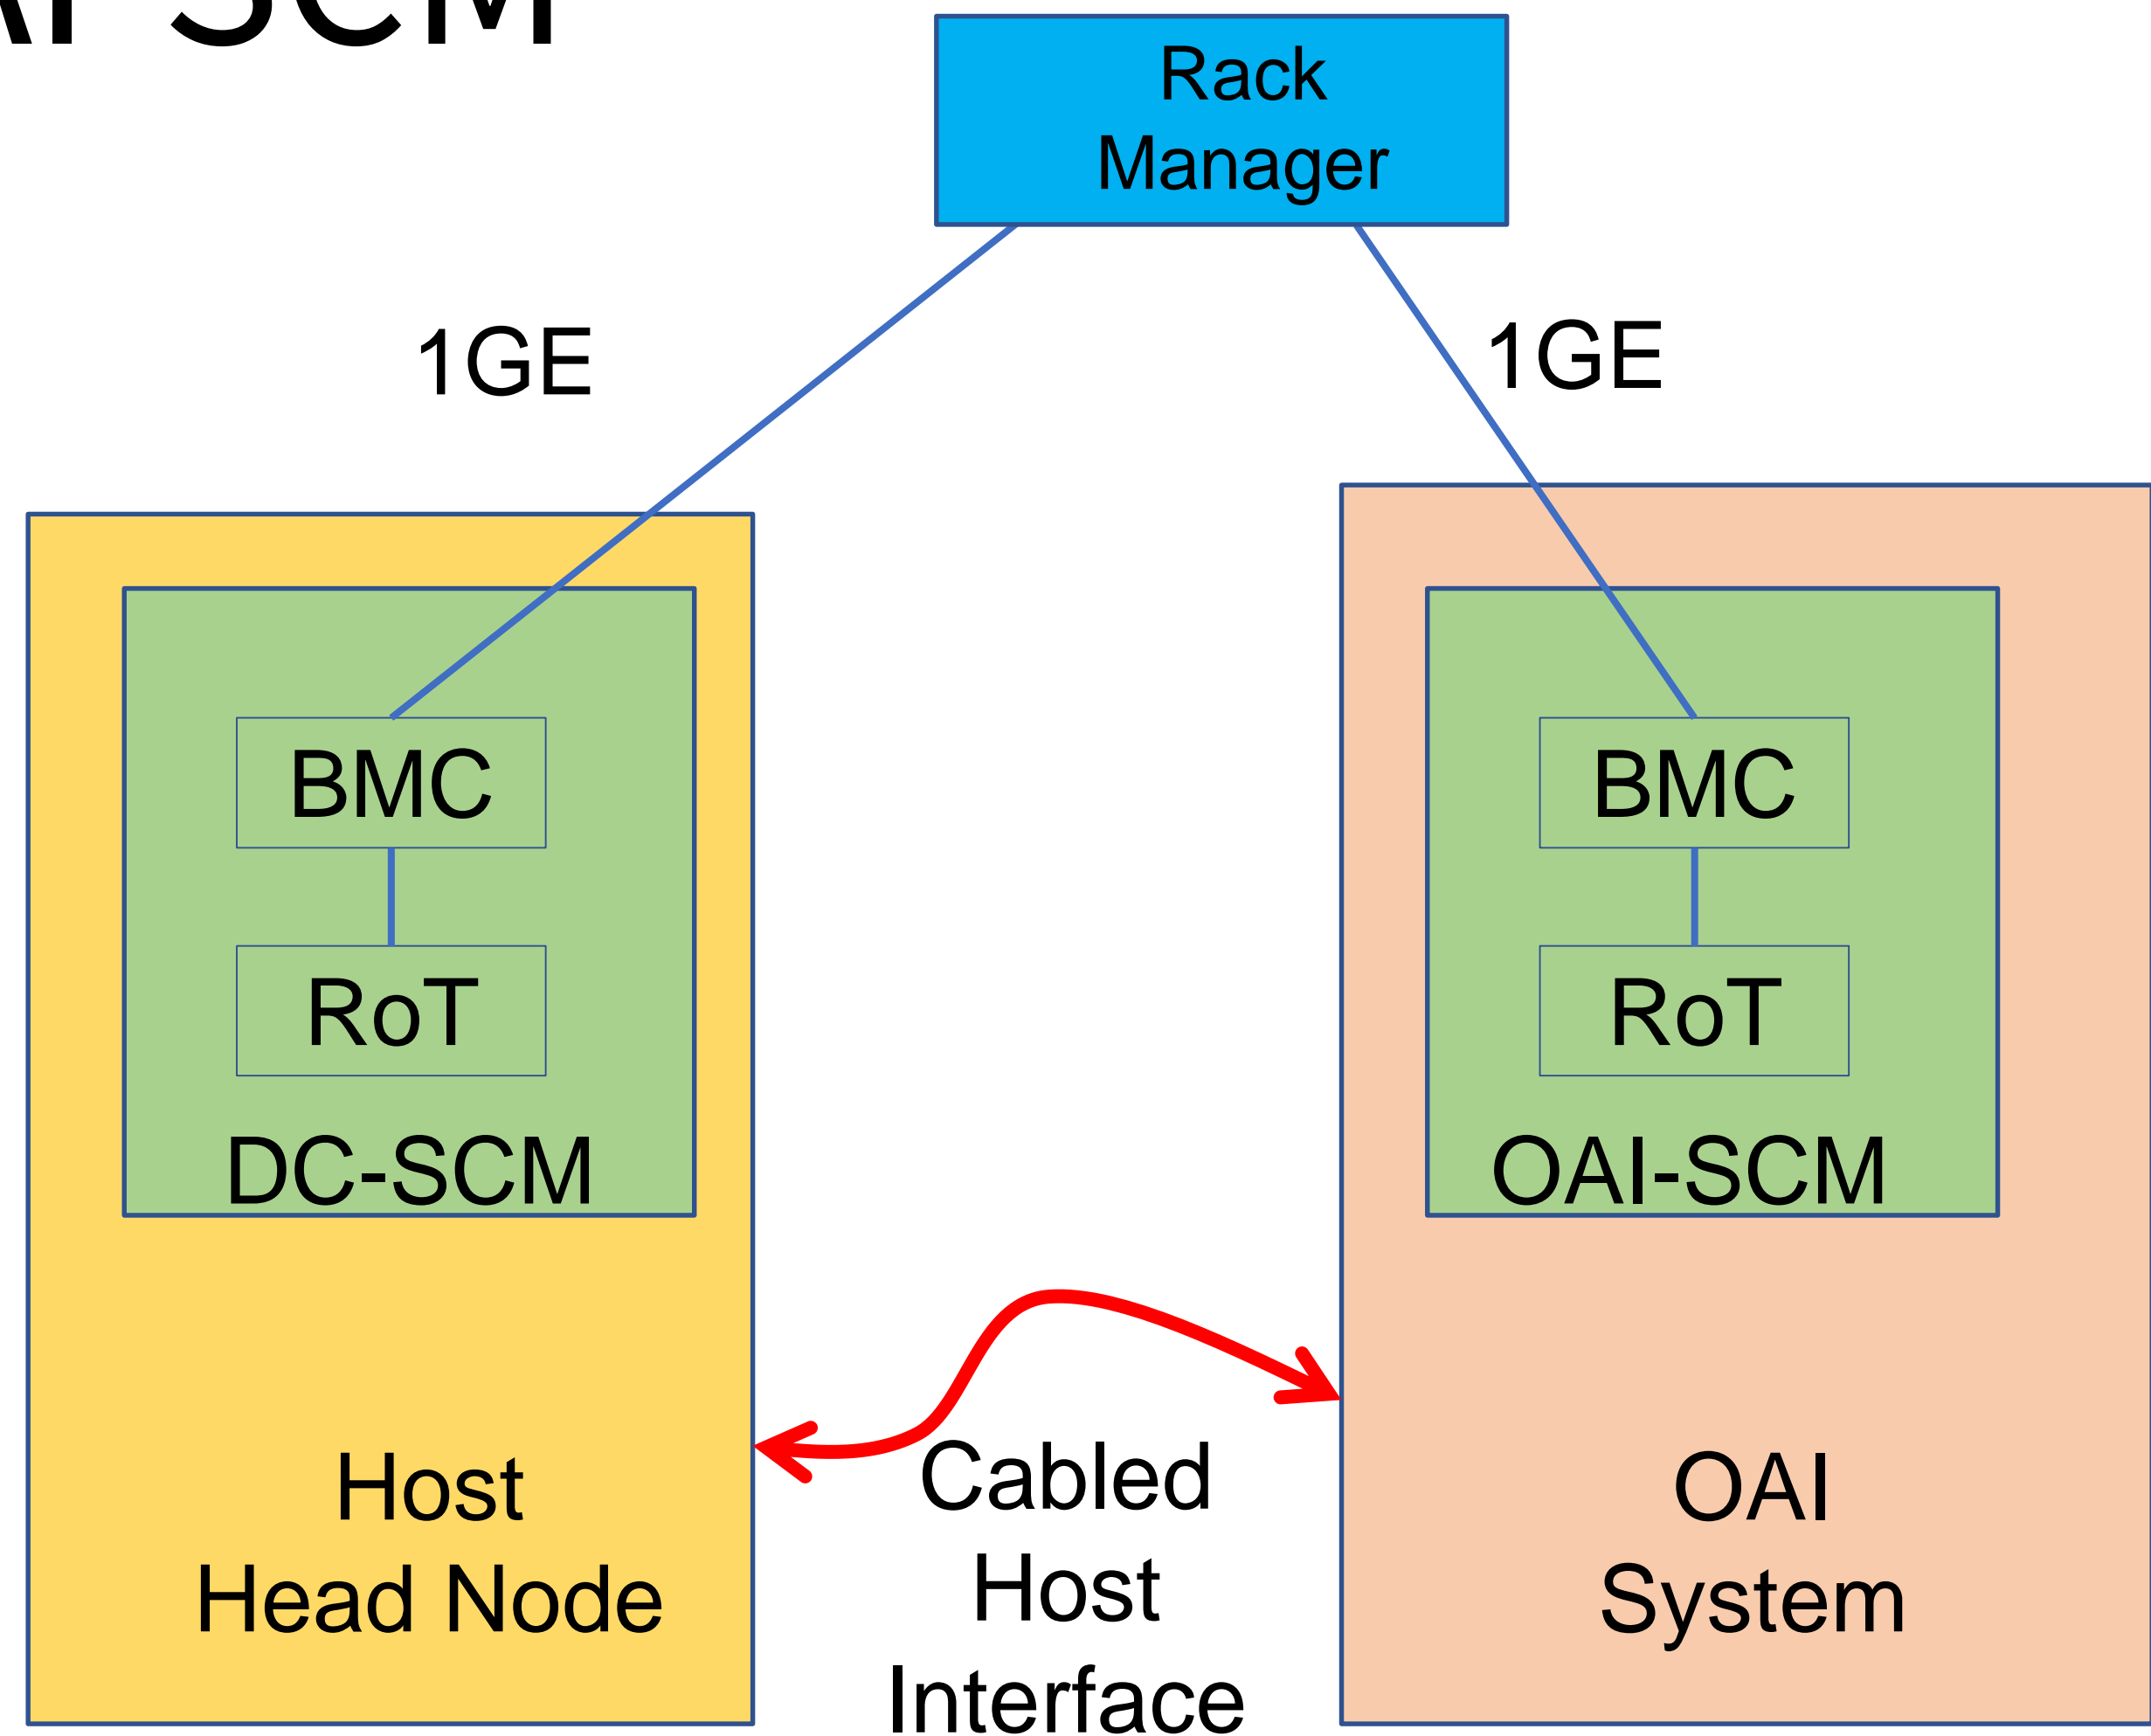 SCM
Rack
Manager
1GE
1GE
BMC
BMC
RoT
RoT
DC-SCM
OAI-SCM
Host
Head Node
Cabled
Host
Interface
OAI
System